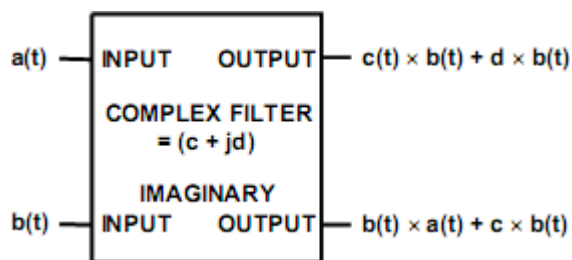 a(t) INPUT OUTPUT c(t) × b(t) + d × b(t)
COMPLEX FILTER
= (c + jd)
IMAGINARY
b(t) INPUT OUTPUT b(t) × a(t) + c × b(t)